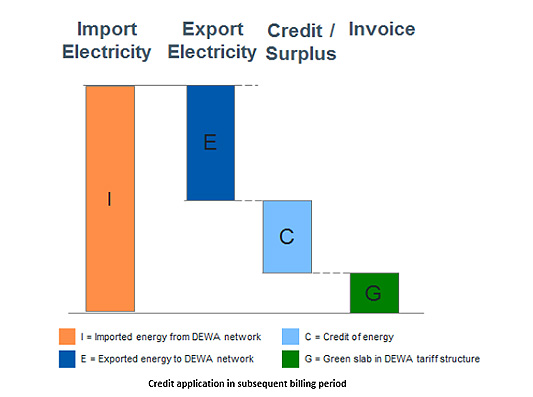 Import Electricity
Export Electricity
Credit / Surplus
Invoice
I
E
C
G
I = Imported energy from DEWA network
C = Credit of energy
E = Exported energy to DEWA network
G = Green slab in DEWA tariff structure
Credit application in subsequent billing period